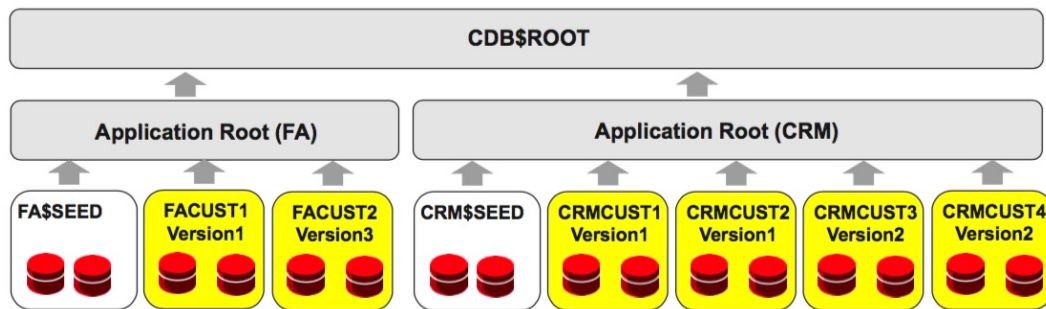 CDB$ROOT
Application Root (FA)
Application Root (CRM)
FA$SEED
FACUST1
Version1
FACUST2
Version3
CRM$SEED
CRMCUST1
Version1
CRMCUST2
Version1
CRMCUST3
Version2
CRMCUST4
Version2